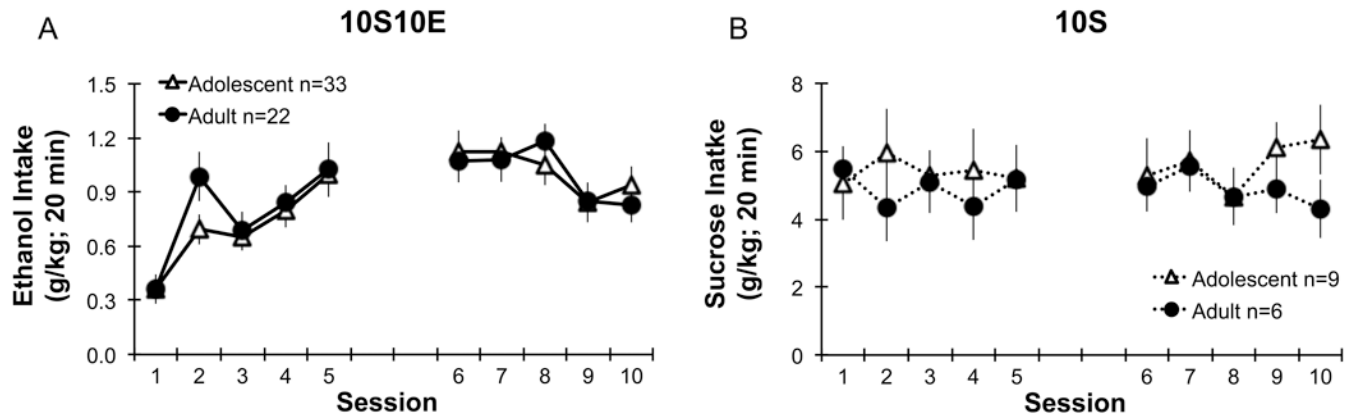 A
10S10E
Ethanol Intake
(g/kg; 20 min)
1.5
1.2
0.9
0.6
0.3
0.0
Adolescent n=33
Adult n=22
1 2 3 4 5 6 7 8 9 10
Session
B
10S
Sucrose Inatke
(g/kg; 20 min)
8
6
4
2
0
Adolescent n=9
Adult n=6
1 2 3 4 5 6 7 8 9 10
Session